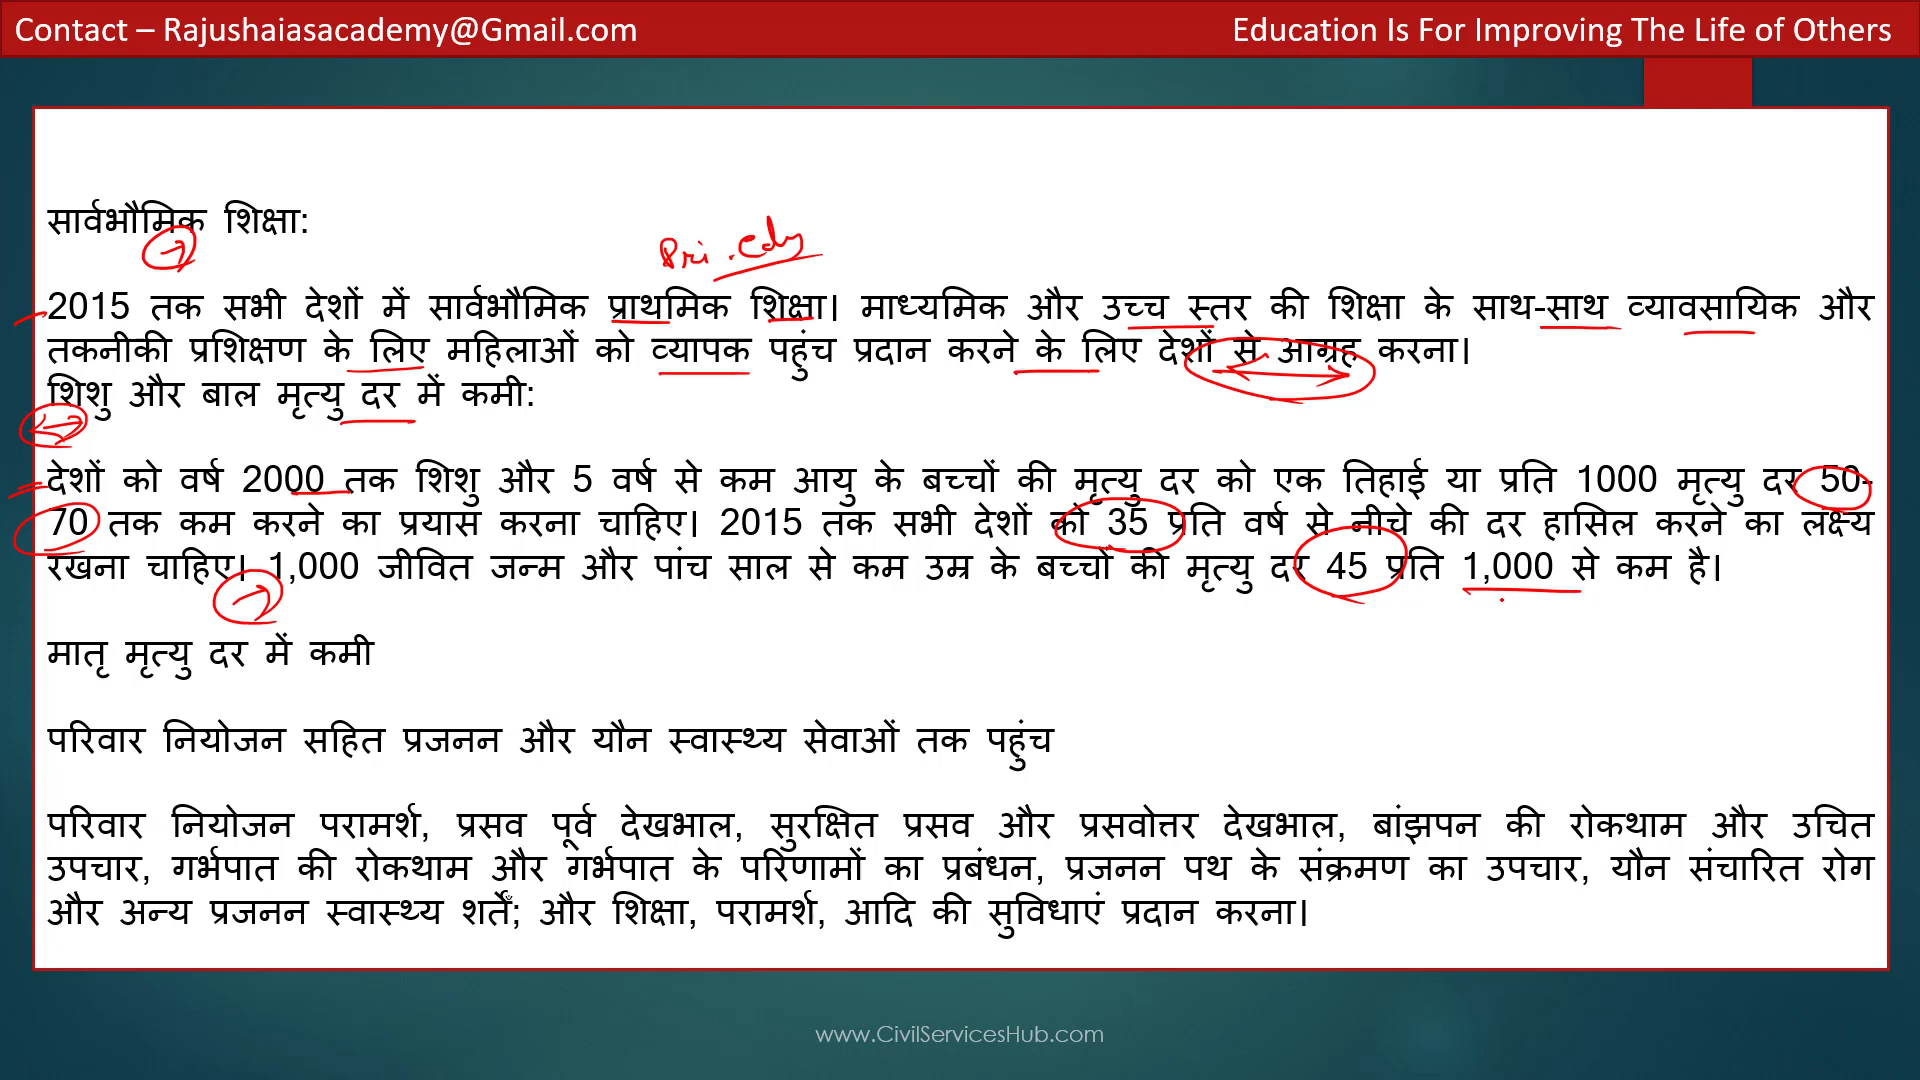 Contact – Rajushaiasacademy@Gmail.com
Education Is For Improving The Life of Others
सार्वभौमिक शिक्षा:
Pri. Edu
2015 तक सभी देशों में सार्वभौमिक प्राथमिक शिक्षा। माध्यमिक और उच्च स्तर की शिक्षा के साथ-साथ व्यावसायिक और
तकनीकी प्रशिक्षण के लिए महिलाओं को व्यापक पहुंच प्रदान करने के लिए देशों से आग्रह करना।
शिशु और बाल मृत्यु दर में कमी:
देशों को वर्ष 2000 तक शिशु और 5 वर्ष से कम आयु के बच्चों की मृत्यु दर को एक तिहाई या प्रति 1000 मृत्यु दर 50-
70 तक कम करने का प्रयास करना चाहिए। 2015 तक सभी देशों को 35 प्रति वर्ष से नीचे की दर हासिल करने का लक्ष्य
रखना चाहिए। 1,000 जीवित जन्म और पांच साल से कम उम्र के बच्चों की मृत्यु दर 45 प्रति 1,000 से कम है।
मातृ मृत्यु दर में कमी
परिवार नियोजन सहित प्रजनन और यौन स्वास्थ्य सेवाओं तक पहुंच
परिवार नियोजन परामर्श, प्रसव पूर्व देखभाल, सुरक्षित प्रसव और प्रसवोत्तर देखभाल, बांझपन की रोकथाम और उचित
उपचार, गर्भपात की रोकथाम और गर्भपात के परिणामों का प्रबंधन, प्रजनन पथ के संक्रमण का उपचार, यौन संचारित रोग
और अन्य प्रजनन स्वास्थ्य शर्तेँ; और शिक्षा, परामर्श, आदि की सुविधाएं प्रदान करना।
www.CivilServicesHub.com